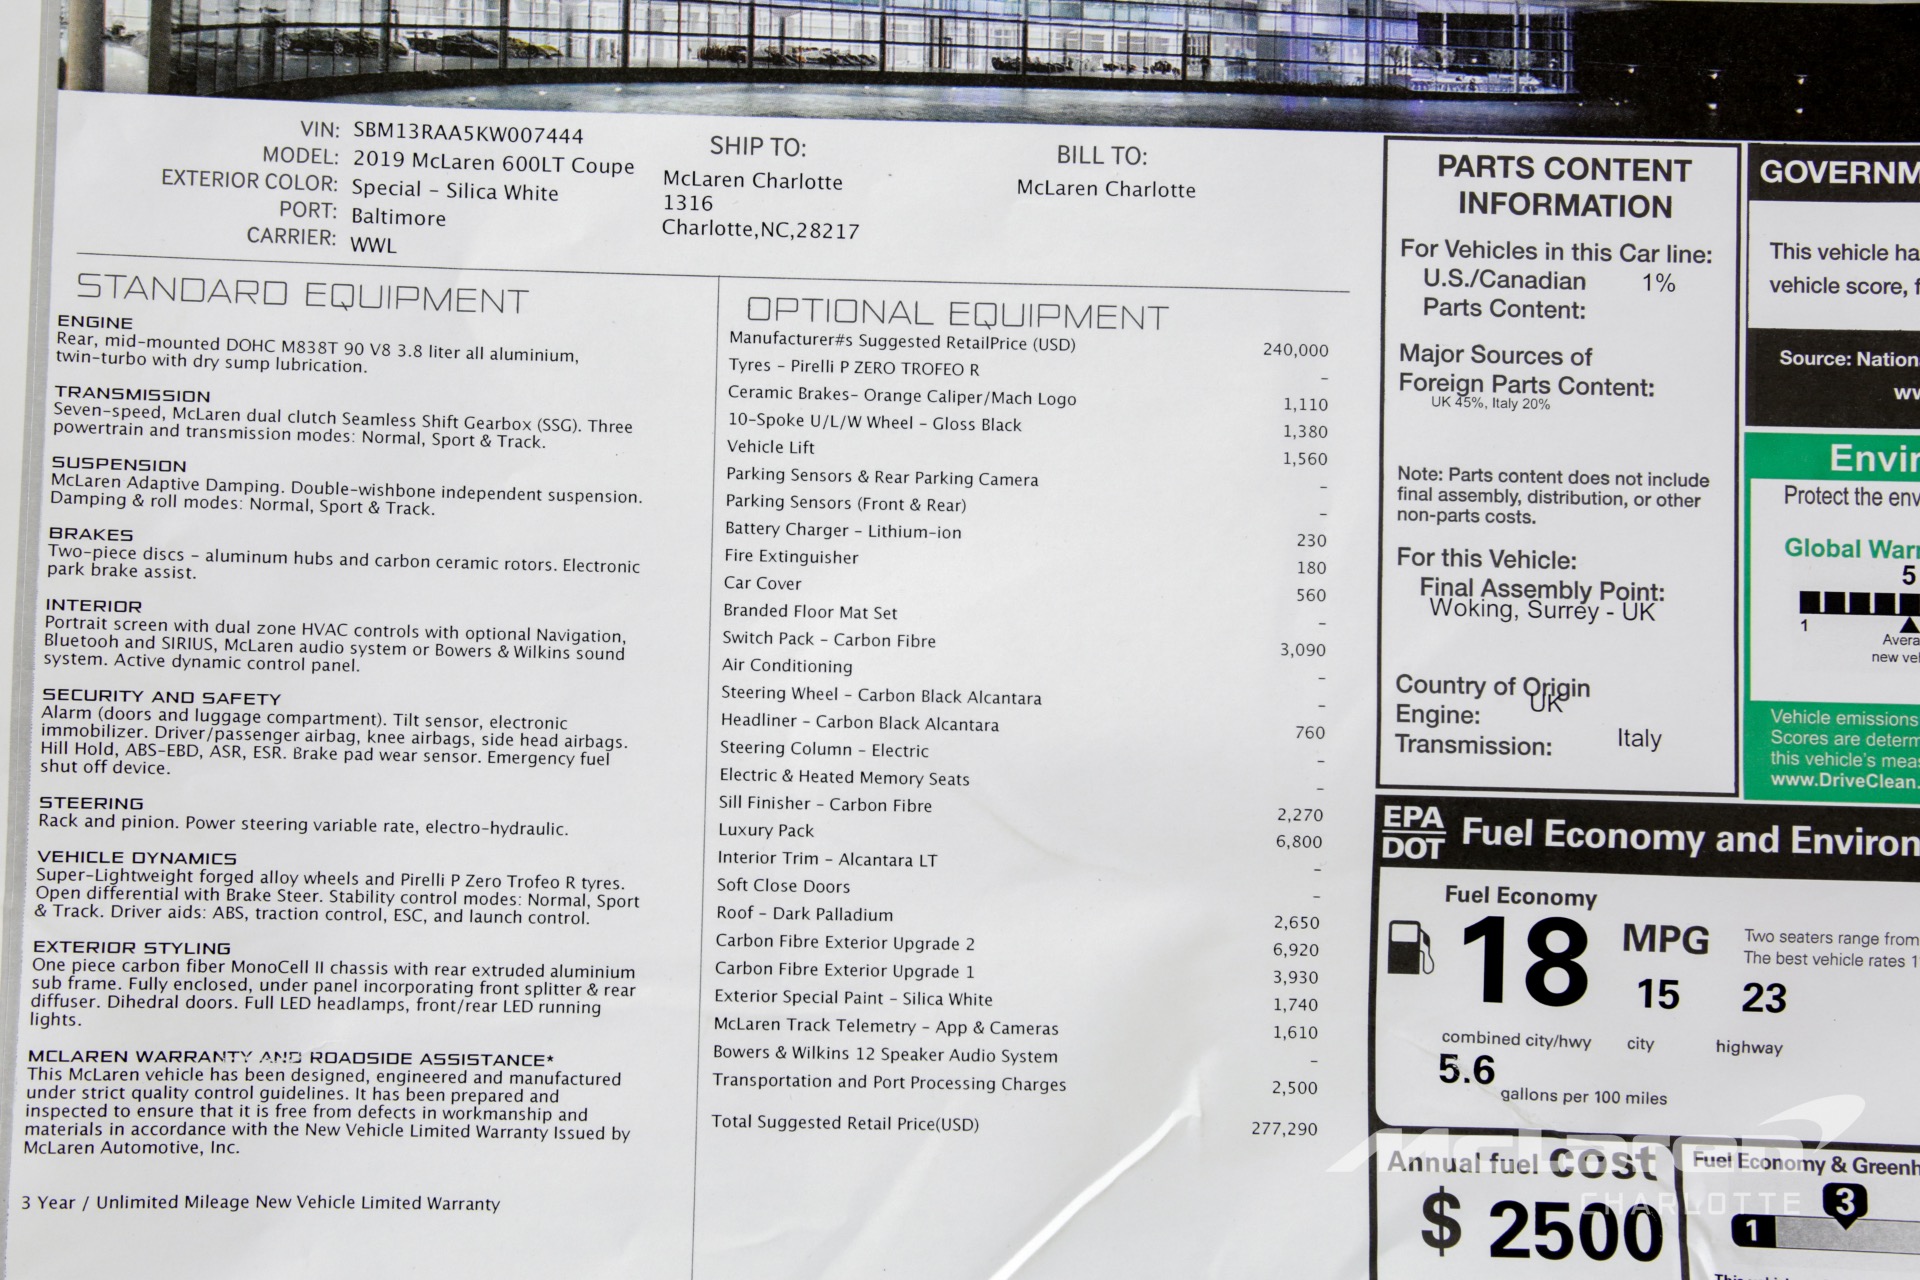 VIN: SBM13RAA5KW007444
MODEL: 2019 McLaren 600LT Coupe
EXTERIOR COLOR: Special - Silica White
PORT: Baltimore
CARRIER: WWL
SHIP TO:
McLaren Charlotte
1316
Charlotte,NC,28217
BILL TO:
McLaren Charlotte
STANDARD EQUIPMENT
ENGINE
Rear, mid-mounted DOHC M838T 90 V8 3.8 liter all aluminium,
twin-turbo with dry sump lubrication.
TRANSMISSION
Seven-speed, McLaren dual clutch Seamless Shift Gearbox (SSG). Three
powertrain and transmission modes: Normal, Sport & Track.
SUSPENSION
McLaren Adaptive Damping. Double-wishbone independent suspension.
Damping & roll modes: Normal, Sport & Track.
BRAKES
Two-piece discs - aluminum hubs and carbon ceramic rotors. Electronic
park brake assist.
INTERIOR
Portrait screen with dual zone HVAC controls with optional Navigation,
Bluetooh and SIRIUS, McLaren audio system or Bowers & Wilkins sound
system. Active dynamic control panel.
SECURITY AND SAFETY
Alarm (doors and luggage compartment). Tilt sensor, electronic
immobilizer. Driver/passenger airbag, knee airbags, side head airbags.
Hill Hold, ABS-EBD, ASR, ESR. Brake pad wear sensor. Emergency fuel
shut off device.
STEERING
Rack and pinion. Power steering variable rate, electro-hydraulic.
VEHICLE DYNAMICS
Super-Lightweight forged alloy wheels and Pirelli P Zero Trofeo R tyres.
Open differential with Brake Steer. Stability control modes: Normal, Sport
& Track. Driver aids: ABS, traction control, ESC, and launch control.
EXTERIOR STYLING
One piece carbon fiber MonoCell II chassis with rear extruded aluminium
sub frame. Fully enclosed, under panel incorporating front splitter & rear
diffuser. Dihedral doors. Full LED headlamps, front/rear LED running
lights.
MCLAREN WARRANTY AND ROADSIDE ASSISTANCE*
This McLaren vehicle has been designed, engineered and manufactured
under strict quality control guidelines. It has been prepared and
inspected to ensure that it is free from defects in workmanship and
materials in accordance with the New Vehicle Limited Warranty Issued by
McLaren Automotive, Inc.
3 Year / Unlimited Mileage New Vehicle Limited Warranty
OPTIONAL EQUIPMENT
Manufacturer#s Suggested RetailPrice (USD) 240,000
Tyres - Pirelli P ZERO TROFEO R -
Ceramic Brakes- Orange Caliper/Mach Logo 1,110
10-Spoke U/L/W Wheel - Gloss Black 1,380
Vehicle Lift 1,560
Parking Sensors & Rear Parking Camera -
Parking Sensors (Front & Rear) -
Battery Charger - Lithium-ion 230
Fire Extinguisher 180
Car Cover 560
Branded Floor Mat Set -
Switch Pack - Carbon Fibre 3,090
Air Conditioning -
Steering Wheel - Carbon Black Alcantara -
Headliner - Carbon Black Alcantara 760
Steering Column - Electric -
Electric & Heated Memory Seats -
Sill Finisher - Carbon Fibre 2,270
Luxury Pack 6,800
Interior Trim - Alcantara LT -
Soft Close Doors -
Roof - Dark Palladium 2,650
Carbon Fibre Exterior Upgrade 2 6,920
Carbon Fibre Exterior Upgrade 1 3,930
Exterior Special Paint - Silica White 1,740
McLaren Track Telemetry - App & Cameras 1,610
Bowers & Wilkins 12 Speaker Audio System -
Transportation and Port Processing Charges 2,500
Total Suggested Retail Price(USD) 277,290
PARTS CONTENT
INFORMATION
For Vehicles in this Car line:
U.S./Canadian 1%
Parts Content:
Major Sources of
Foreign Parts Content:
UK 45%, Italy 20%
Note: Parts content does not include
final assembly, distribution, or other
non-parts costs.
For this Vehicle:
Final Assembly Point:
Woking, Surrey - UK
Country of Origin
UK
Engine:
Transmission: Italy
GOVERNM
This vehicle ha
vehicle score, f
Source: Nation
ww
Envir
Protect the env
Global Warr
5
1
Avera
new vel
Vehicle emissions
Scores are determ
this vehicle's meas
www.DriveClean.
EPA
DOT
Fuel Economy and Environ
Fuel Economy
18 MPG
15 23
Two seaters range from
The best vehicle rates 1
combined city/hwy city highway
5.6
gallons per 100 miles
Annual fuel cost
$ 2500
Fuel Economy & Greenh
3
1
McLaren
CHARLOTTE